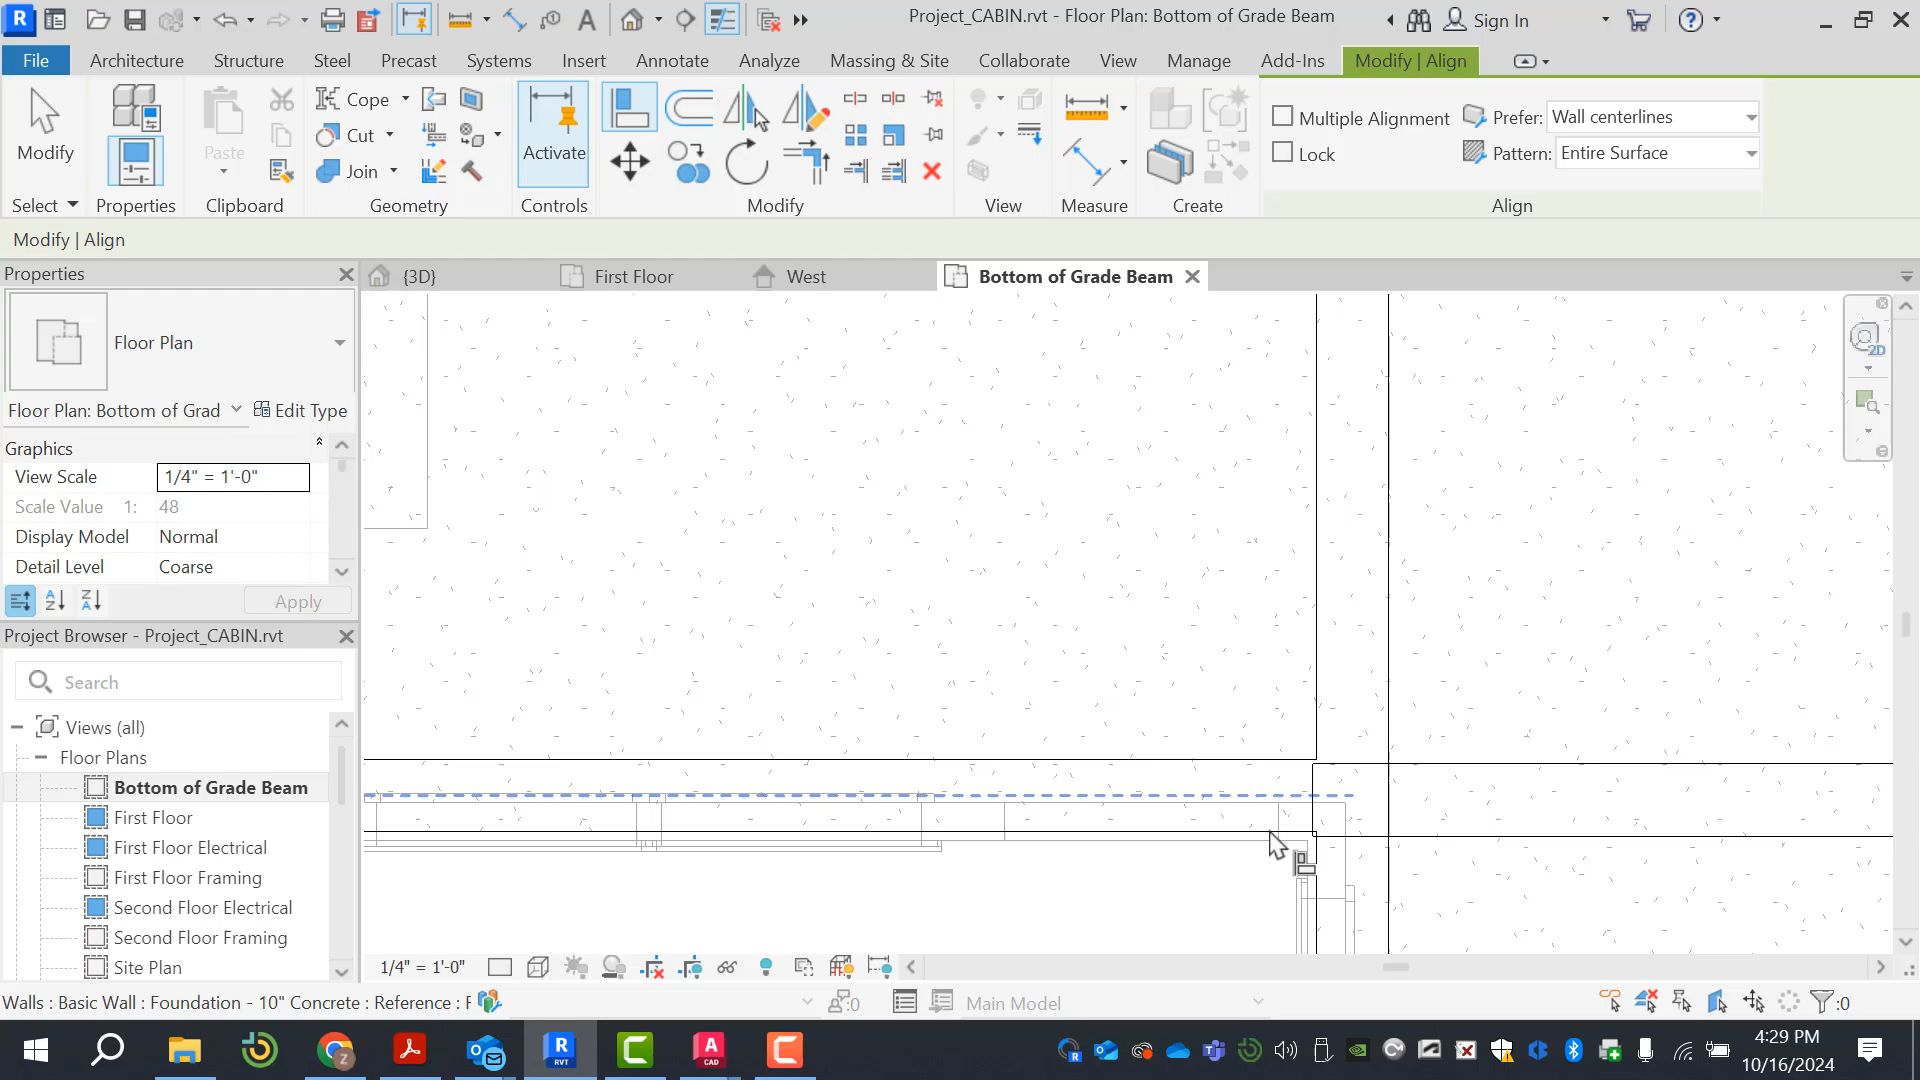 Project_CABIN.rvt - Floor Plan: Bottom of Grade Beam
Sign In
File
Architecture
Structure
Steel
Precast
Systems
Insert
Annotate
Analyze
Massing & Site
Collaborate
View
Manage
Add-Ins
Modify | Align
Modify
Paste
Cope
Cut
Join
Activate
Multiple Alignment
Lock
Prefer:
Wall centerlines
Pattern:
Entire Surface
Select
Properties
Clipboard
Geometry
Controls
Modify
View
Measure
Create
Align
Modify | Align
Properties
{3D}
First Floor
West
Bottom of Grade Beam
Floor Plan
Floor Plan: Bottom of Grad
Edit Type
Graphics
View Scale
1/4" = 1'-0"
Scale Value 1:
48
Display Model
Normal
Detail Level
Coarse
Apply
Project Browser - Project_CABIN.rvt
Search
Views (all)
Floor Plans
Bottom of Grade Beam
First Floor
First Floor Electrical
First Floor Framing
Second Floor Electrical
Second Floor Framing
Site Plan
2D
1/4" = 1'-0"
Walls : Basic Wall : Foundation - 10" Concrete : Reference : F
:0
Main Model
:0
4:29 PM
10/16/2024